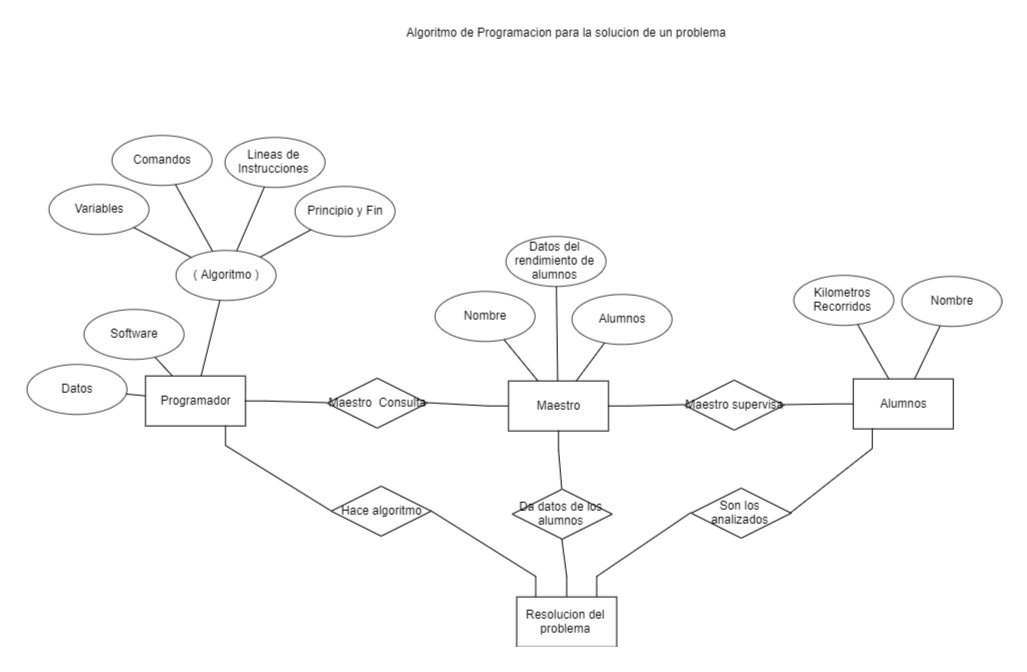 Algoritmo de Programacion para la solucion de un problema
Comandos
Lineas de
Instrucciones
Variables
Principio y Fin
( Algoritmo )
Software
Datos
Programador
Maestro  Consulta
Datos del
rendimiento de
alumnos
Nombre
Alumnos
Maestro
Maestro supervisa
Kilometros
Recorridos
Nombre
Alumnos
Hace algoritmo
Da datos de los
alumnos
Son los
analizados
Resolucion del
problema